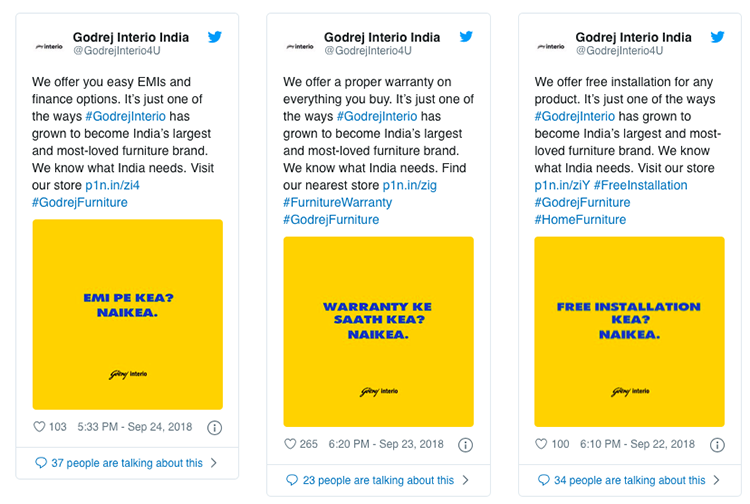 interio
Godrej Interio India
@GodrejInterio4U
We offer you easy EMIs and
finance options. It's just one of
the ways #GodrejInterio has
grown to become India's largest
and most-loved furniture brand.
We know what India needs. Visit
our store p1n.in/zi4
#GodrejFurniture
EMI PE KEA?
NAIKEA.
Godrej interio
103 5:33 PM - Sep 24, 2018
37 people are talking about this
interio
Godrej Interio India
@GodrejInterio4U
We offer a proper warranty on
everything you buy. It's just one of
the ways #GodrejInterio has
grown to become India's largest
and most-loved furniture brand.
We know what India needs. Find
our nearest store p1n.in/zig
#FurnitureWarranty
#GodrejFurniture
WARRANTY KE
SAATH KEA?
NAIKEA.
Godrej interio
265 6:20 PM - Sep 23, 2018
23 people are talking about this
interio
Godrej Interio India
@GodrejInterio4U
We offer free installation for any
product. It's just one of the ways
#GodrejInterio has grown to
become India's largest and most-
loved furniture brand. We know
what India needs. Visit our store
p1n.in/ziY #FreeInstallation
#GodrejFurniture
#HomeFurniture
FREE INSTALLATION
KEA?
NAIKEA.
Godrej interio
100 6:10 PM - Sep 22, 2018
34 people are talking about this